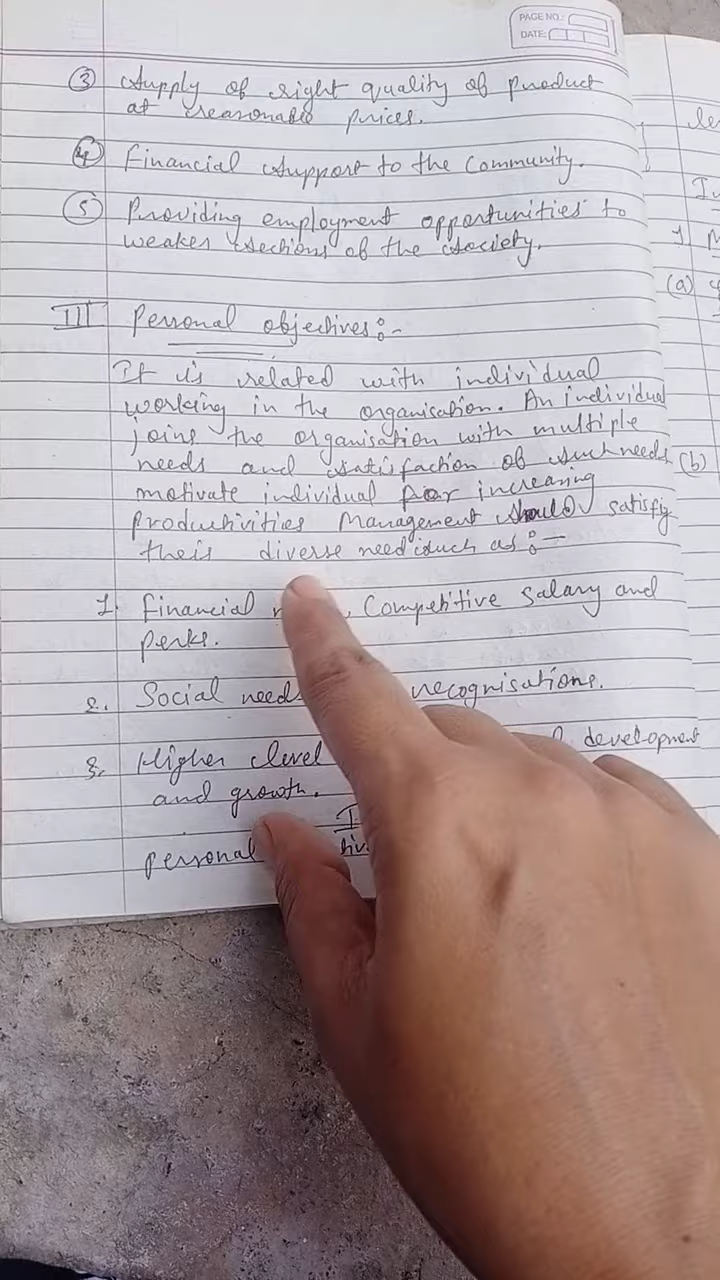 PAGE NO.:
DATE:
③ Supply of right quality of product
at reasonable prices.
④ Financial support to the Community.
⑤ Providing employment opportunities to
weaker sections of the society.
III Personal objectives:-
It is related with individual
working in the organisation. An individual
joins the organisation with multiple
needs and satisfaction of such needs
motivate individual for increasing
Productivities Management should satisfy
their diverse need such as :-
1. Financial Competitive salary and
perks.
2. Social need recognisations.
3. Higher level development
and growth.
Personal
(a)
(b)